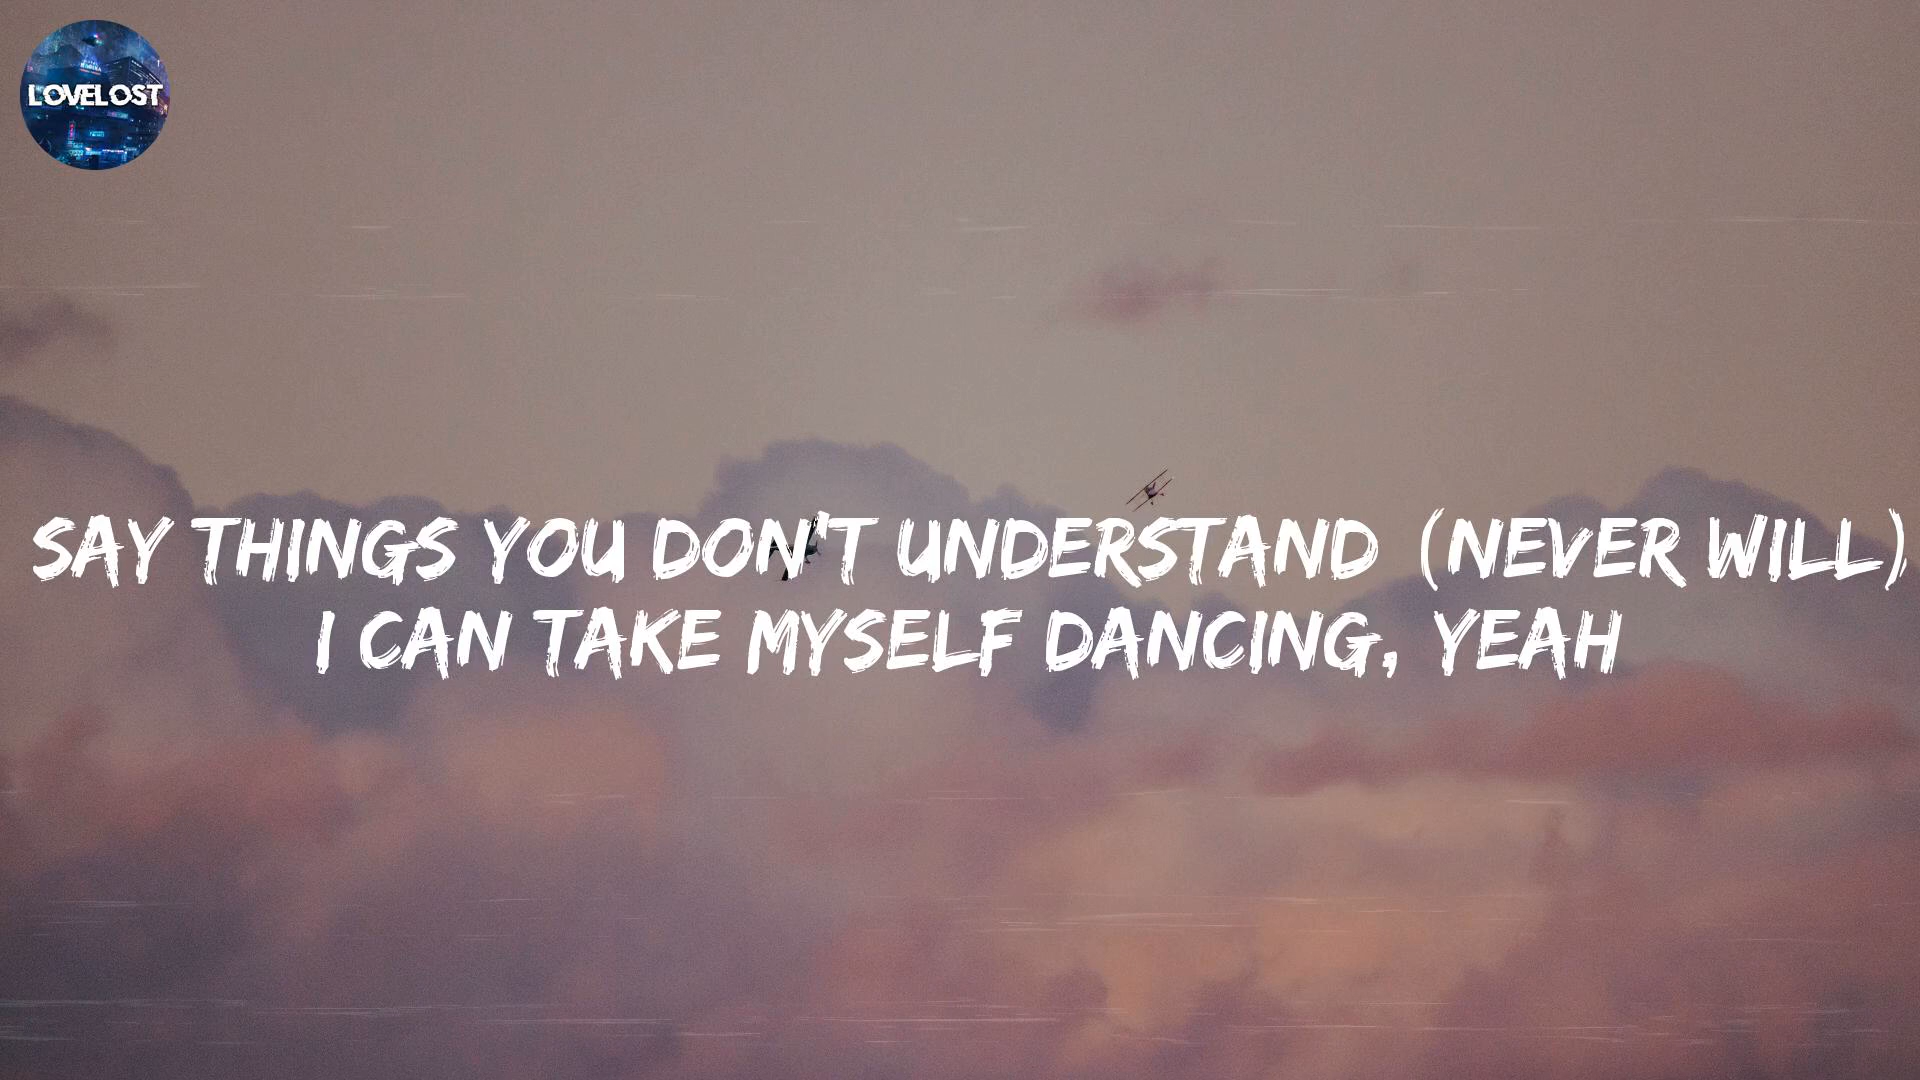 LOVELOST
SAY THINGS YOU DON'T UNDERSTAND (NEVER WILL)
I CAN TAKE MYSELF DANCING, YEAH